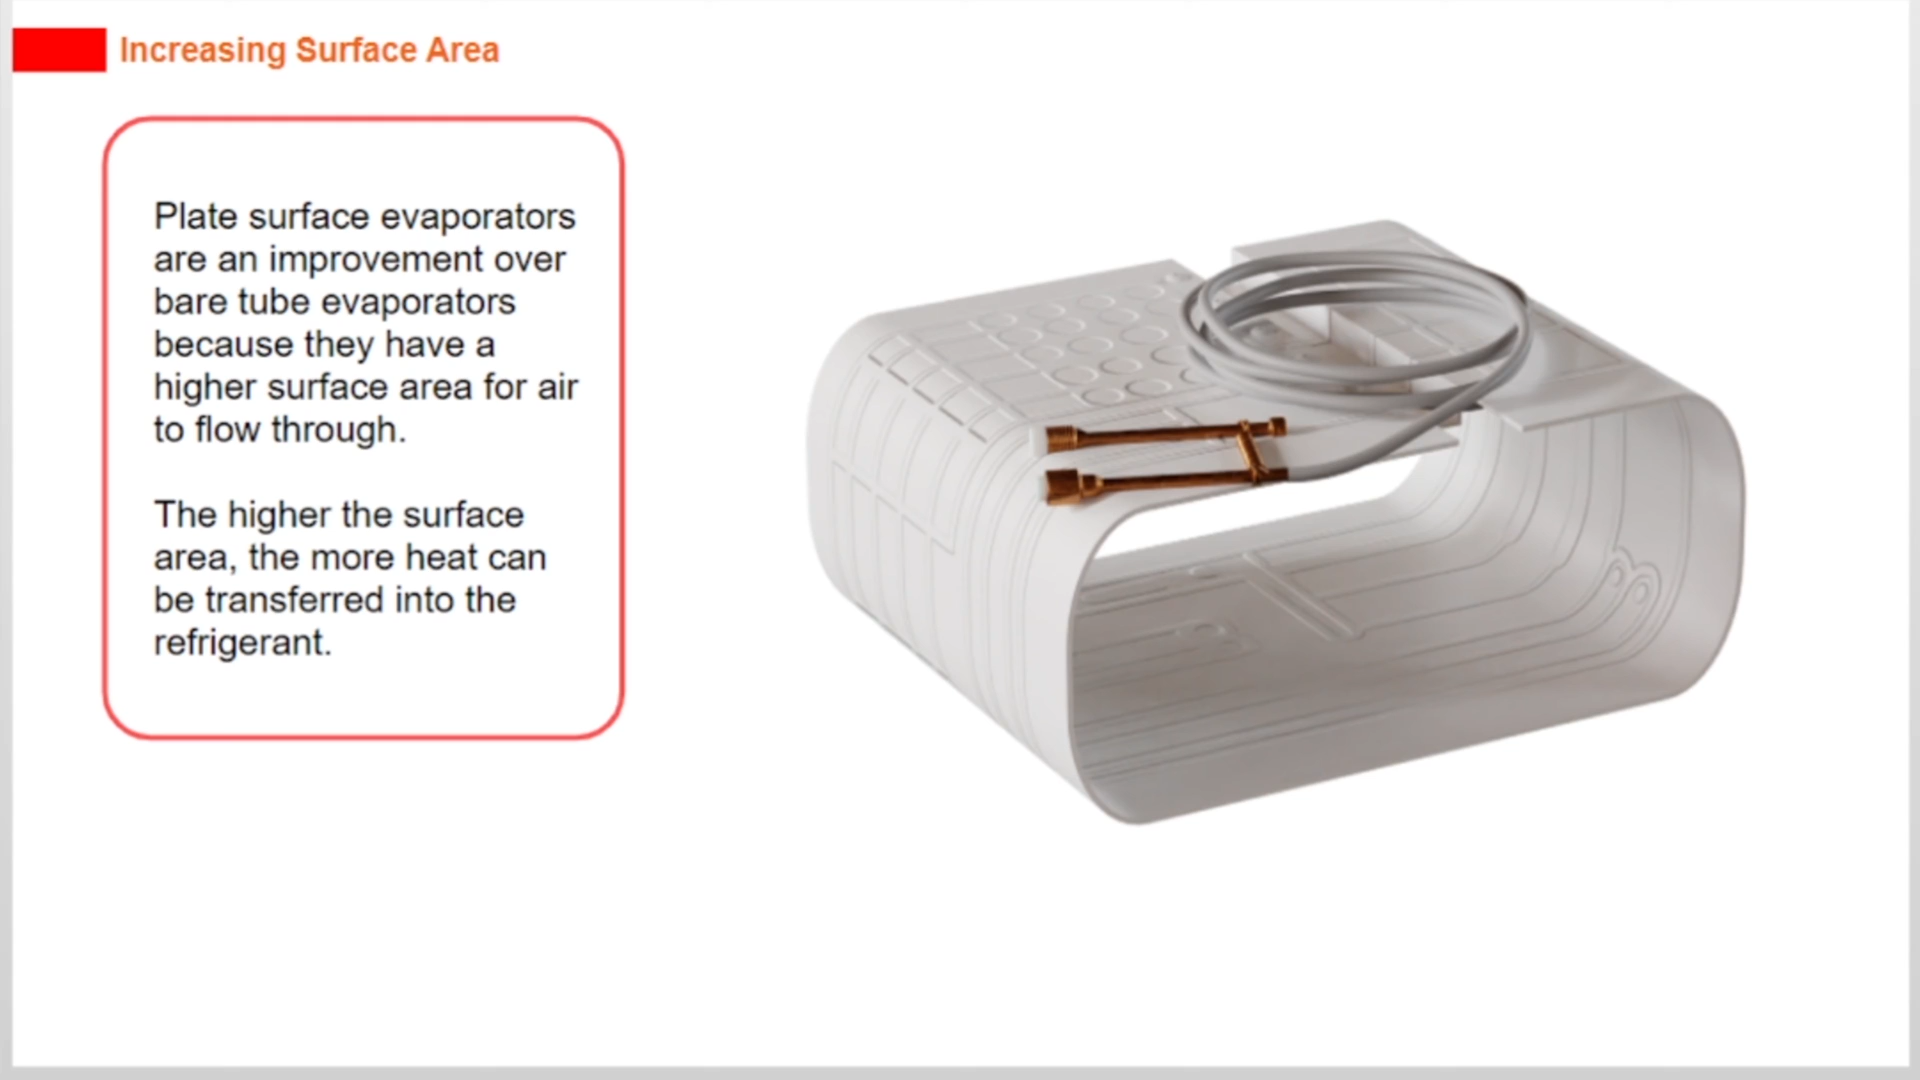 Increasing Surface Area
Plate surface evaporators
are an improvement over
bare tube evaporators
because they have a
higher surface area for air
to flow through.
The higher the surface
area, the more heat can
be transferred into the
refrigerant.